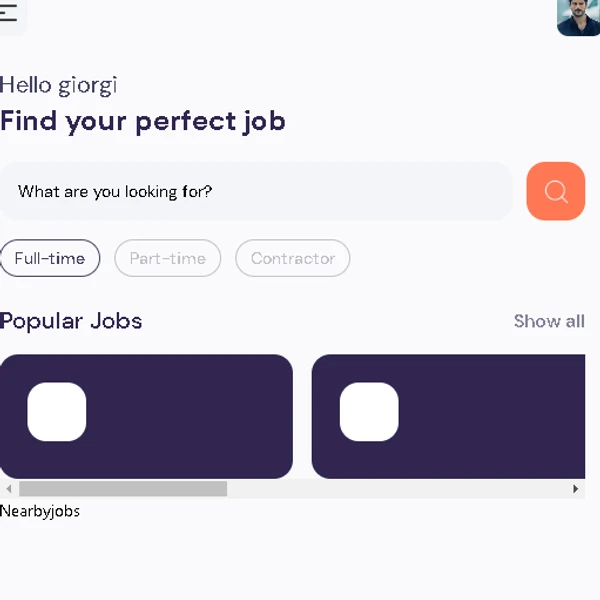 Hello giorgi
Find your perfect job
What are you looking for?
Full-time Part-time Contractor
Popular Jobs Show all
Nearbyjobs